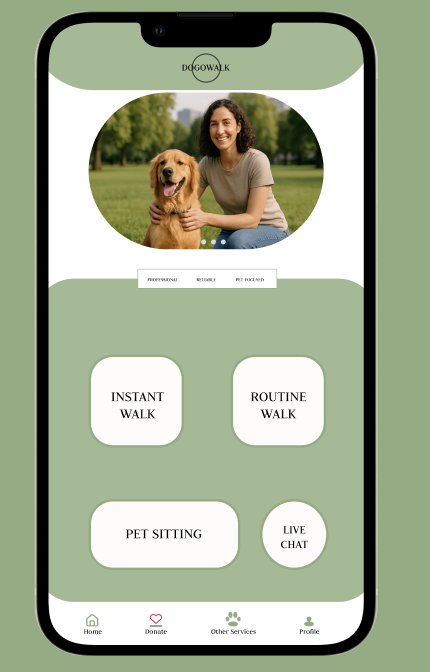 DOGOWALK
PROFESSIONAL RELIABLE PET FOCUSED
INSTANT WALK
ROUTINE WALK
PET SITTING
LIVE CHAT
Home Donate Other Services Profile